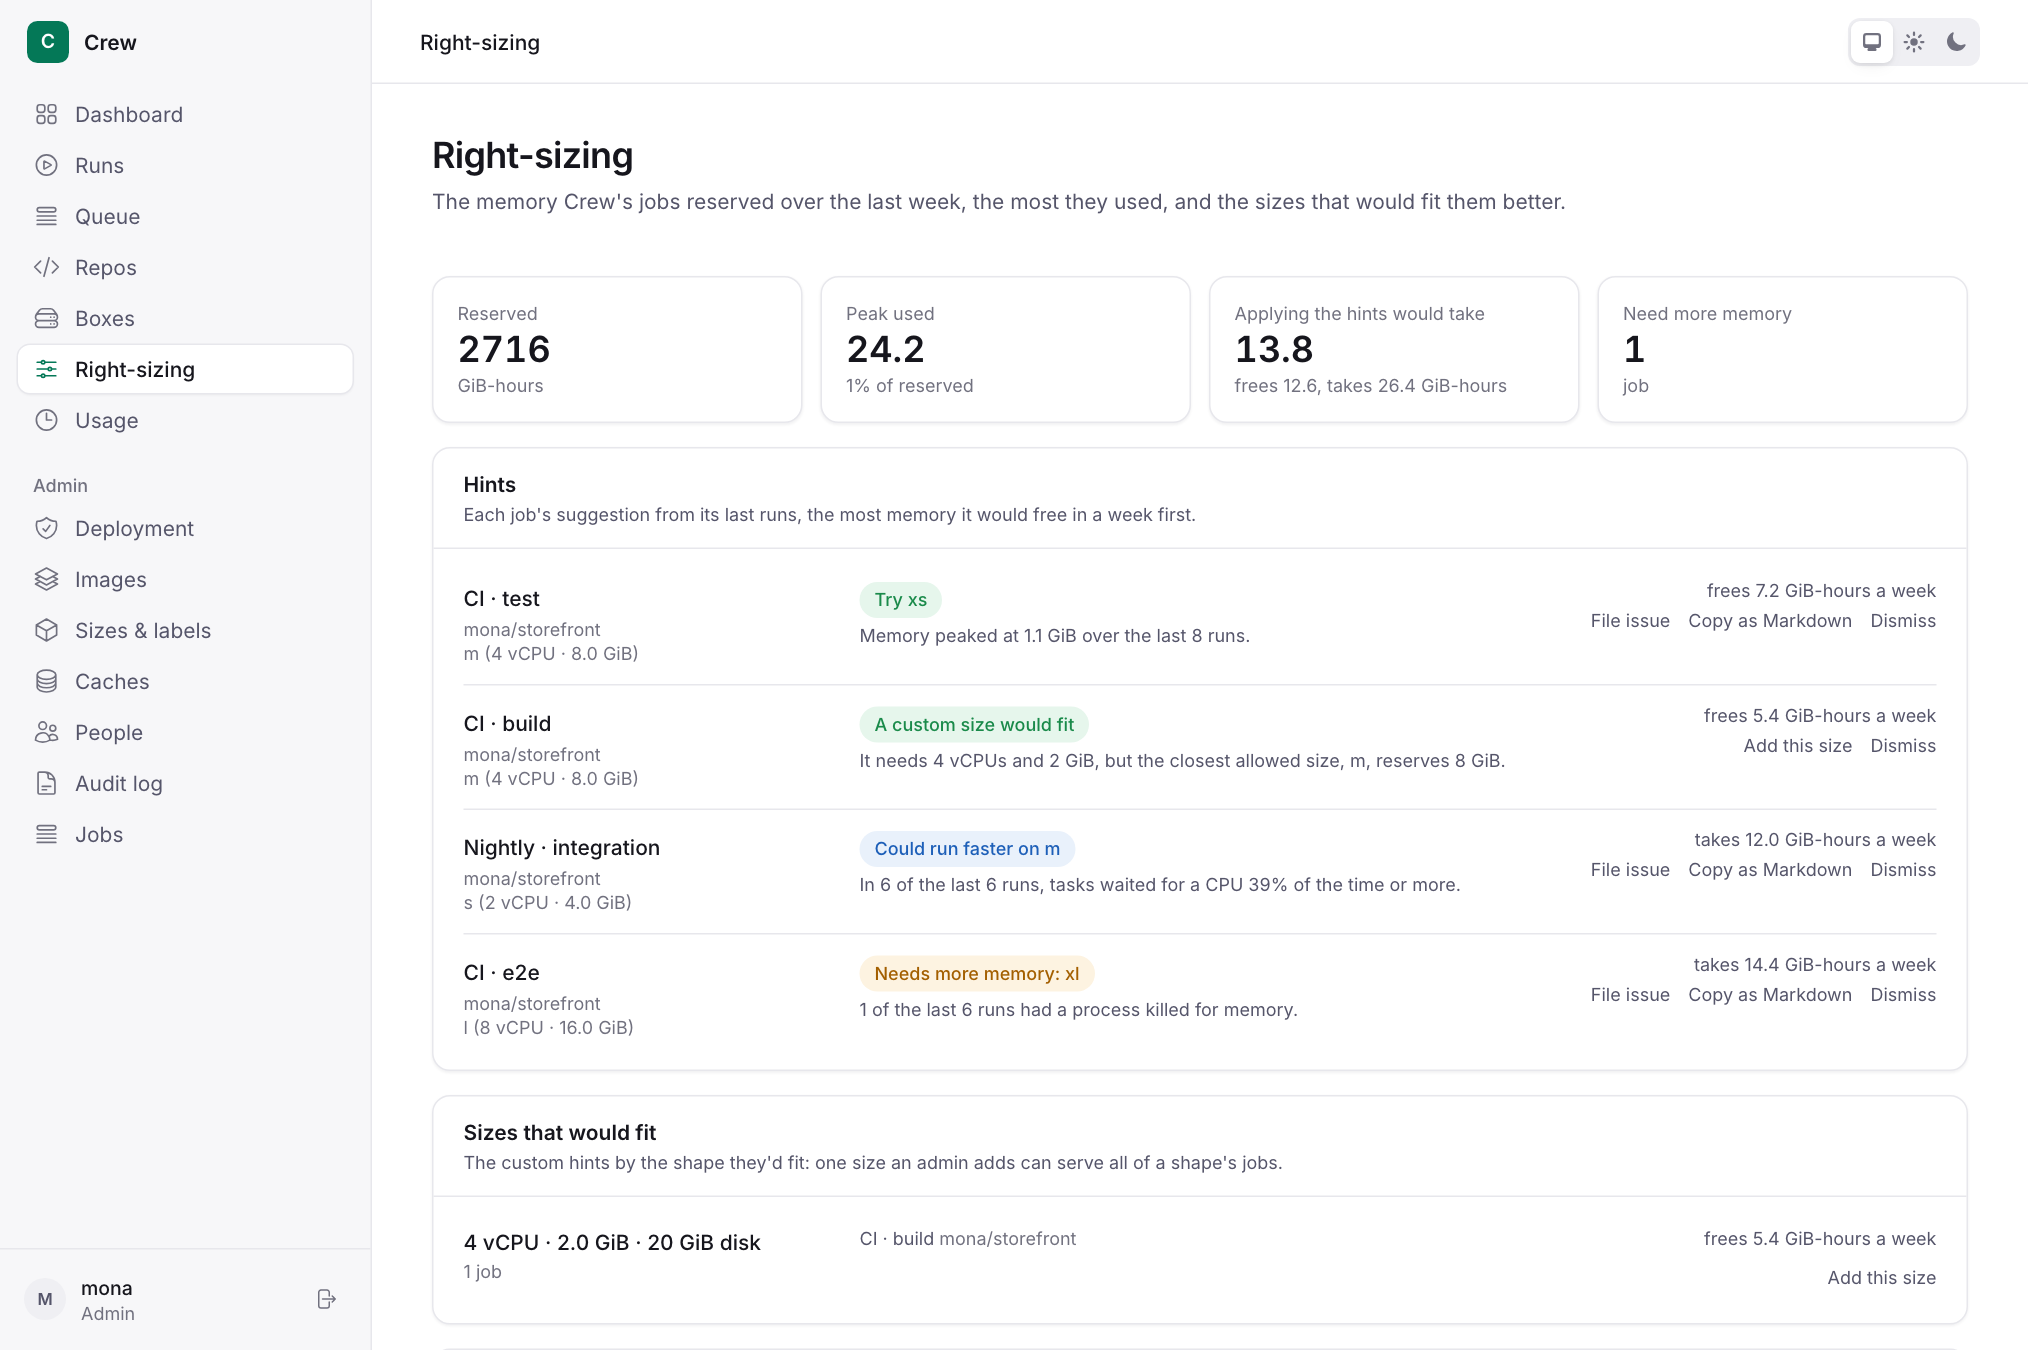 C Crew
Dashboard
Runs
Queue
Repos
Boxes
Right-sizing
Usage
Admin
Deployment
Images
Sizes & labels
Caches
People
Audit log
Jobs
M
mona
Admin
Right-sizing
Right-sizing
The memory Crew's jobs reserved over the last week, the most they used, and the sizes that would fit them better.
Reserved
2716
GiB-hours
Peak used
24.2
1% of reserved
Applying the hints would take
13.8
frees 12.6, takes 26.4 GiB-hours
Need more memory
1
job
Hints
Each job's suggestion from its last runs, the most memory it would free in a week first.
CI · test
mona/storefront
m (4 vCPU · 8.0 GiB)
Try xs
Memory peaked at 1.1 GiB over the last 8 runs.
frees 7.2 GiB-hours a week
File issue Copy as Markdown Dismiss
CI · build
mona/storefront
m (4 vCPU · 8.0 GiB)
A custom size would fit
It needs 4 vCPUs and 2 GiB, but the closest allowed size, m, reserves 8 GiB.
frees 5.4 GiB-hours a week
Add this size Dismiss
Nightly · integration
mona/storefront
s (2 vCPU · 4.0 GiB)
Could run faster on m
In 6 of the last 6 runs, tasks waited for a CPU 39% of the time or more.
takes 12.0 GiB-hours a week
File issue Copy as Markdown Dismiss
CI · e2e
mona/storefront
l (8 vCPU · 16.0 GiB)
Needs more memory: xl
1 of the last 6 runs had a process killed for memory.
takes 14.4 GiB-hours a week
File issue Copy as Markdown Dismiss
Sizes that would fit
The custom hints by the shape they'd fit: one size an admin adds can serve all of a shape's jobs.
4 vCPU · 2.0 GiB · 20 GiB disk
1 job
CI · build mona/storefront
frees 5.4 GiB-hours a week
Add this size